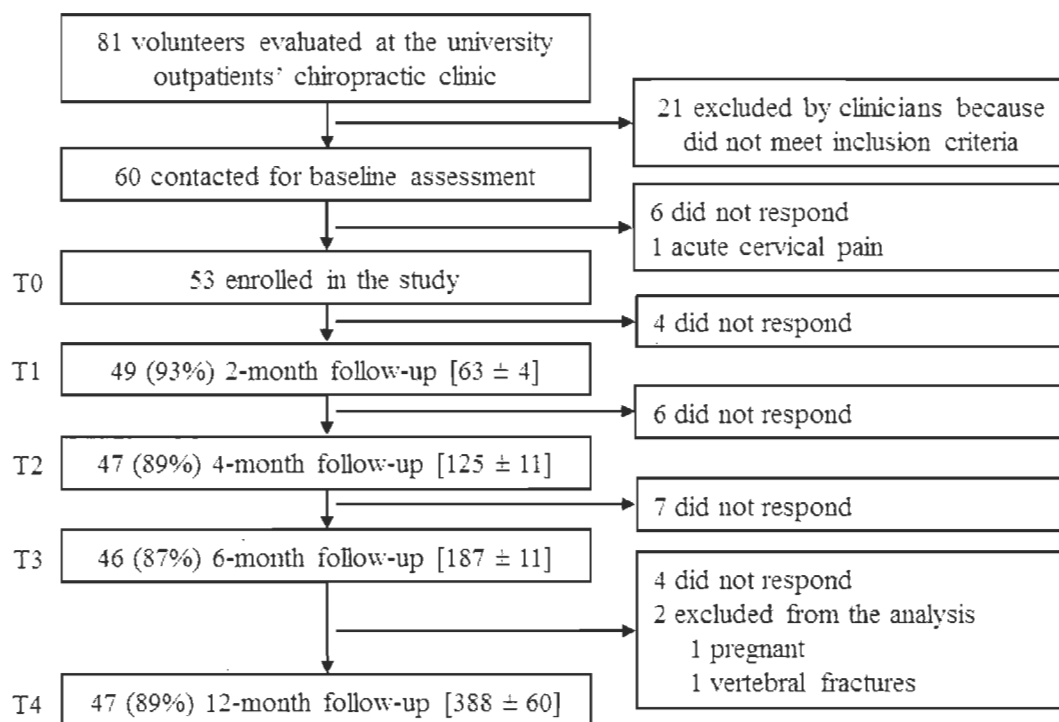 81 volunteers evaluated at the university
outpatients' chiropractic clinic
21 excluded by clinicians because
did not meet inclusion criteria
60 contacted for baseline assessment
6 did not respond
1 acute cervical pain
T0
53 enrolled in the study
4 did not respond
T1
49 (93%) 2-month follow-up [63 ± 4]
6 did not respond
T2
47 (89%) 4-month follow-up [125 ± 11]
7 did not respond
T3
46 (87%) 6-month follow-up [187 ± 11]
4 did not respond
2 excluded from the analysis
1 pregnant
1 vertebral fractures
T4
47 (89%) 12-month follow-up [388 ± 60]